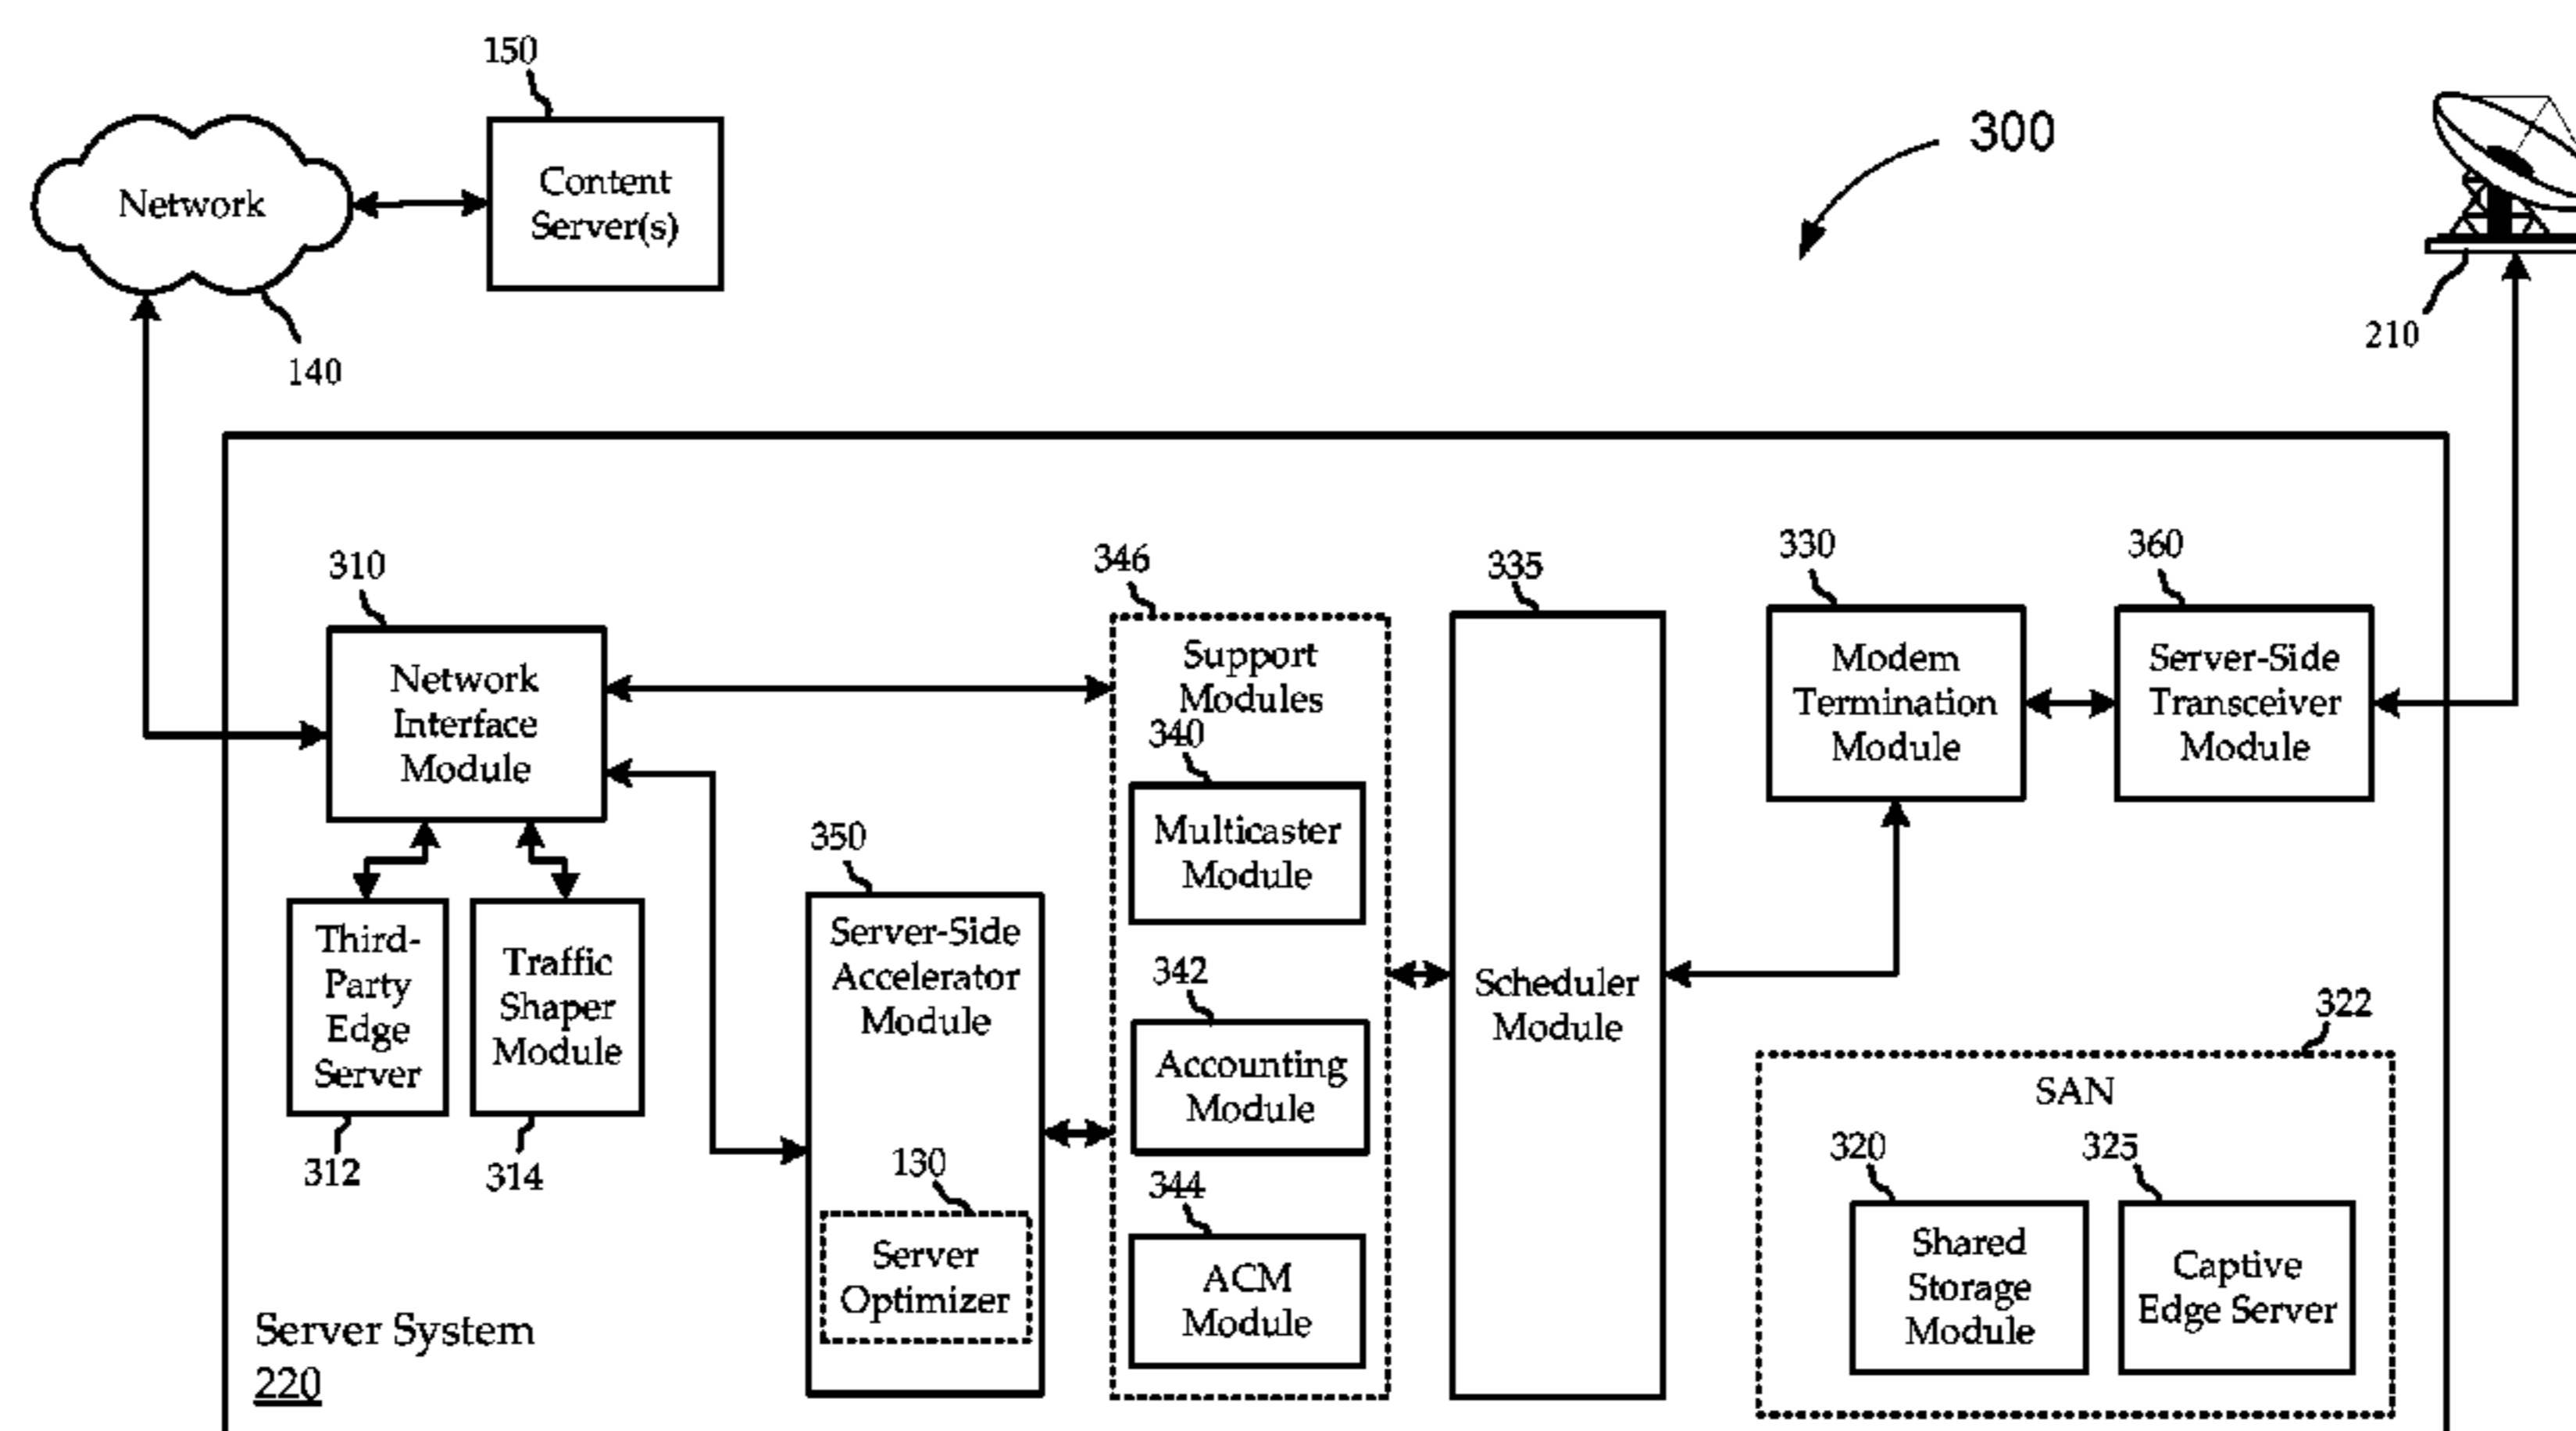 150
Content
Server(s)
Network
140
300
210
310
Network
Interface
Module
346
Support
Modules
340
Multicaster
Module
342
Accounting
Module
344
ACM
Module
335
Scheduler
Module
330
Modem
Termination
Module
360
Server-Side
Transceiver
Module
350
Server-Side
Accelerator
Module
130
Server
Optimizer
Third-
Party
Edge
Server
312
Traffic
Shaper
Module
314
322
SAN
320
Shared
Storage
Module
325
Captive
Edge Server
Server System
220